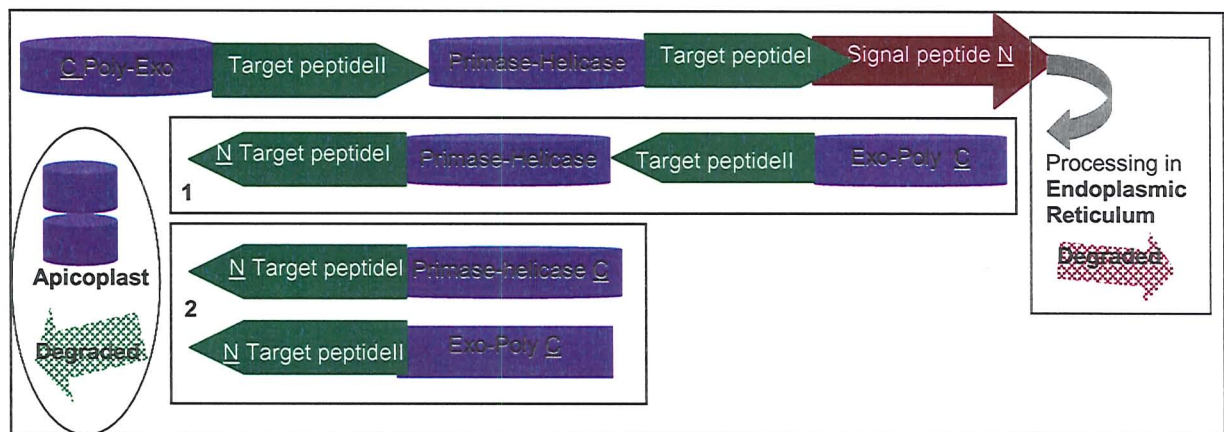 C Poly-Exo Target peptideII Primase-Helicase Target peptideI Signal peptide N
N Target peptideI Primase-Helicase Target peptideII Exo-Poly C
1
Processing in
Endoplasmic
Reticulum
Degraded
Apicoplast
Degraded
N Target peptideI Primase-helicase C
2
N Target peptideII Exo-Poly C